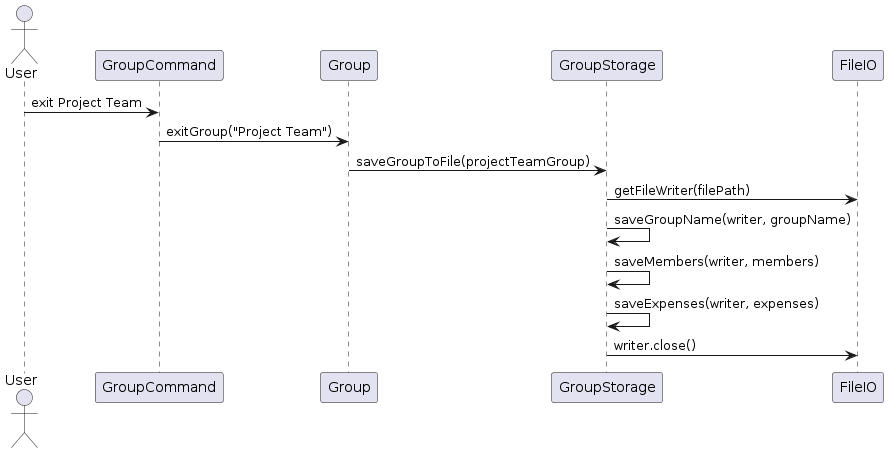 User
GroupCommand
Group
GroupStorage
FileIO
exit Project Team
exitGroup("Project Team")
saveGroupToFile(projectTeamGroup)
getFileWriter(filePath)
saveGroupName(writer, groupName)
saveMembers(writer, members)
saveExpenses(writer, expenses)
writer.close()
User
GroupCommand
Group
GroupStorage
FileIO